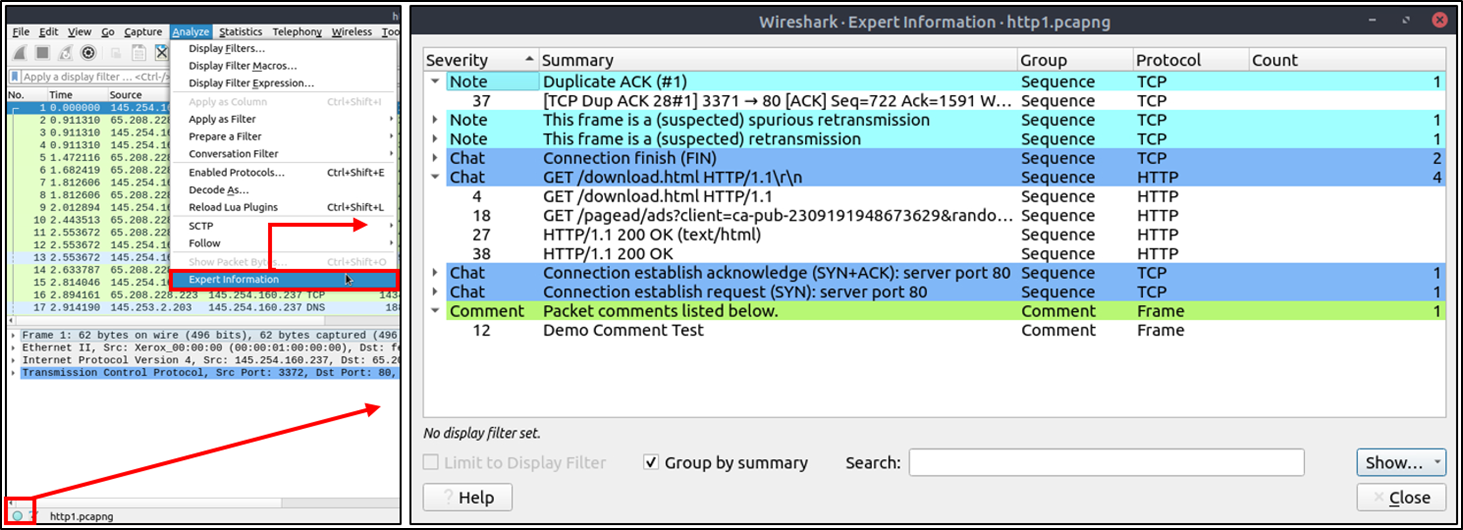 ht
File Edit View Go Capture Analyze Statistics Telephony Wireless Too
Apply a display filter ... <Ctrl-/>
Display Filters...
Display Filter Macros...
Display Filter Expression...
Apply as Column Ctrl+Shift+I
Apply as Filter
Prepare a Filter
Conversation Filter
Enabled Protocols... Ctrl+Shift+E
Decode As...
Reload Lua Plugins Ctrl+Shift+L
SCTP
Follow
Show Packet Bytes... Ctrl+Shift+O
Expert Information
No. Time Source
1 0.000000 145.254.16
2 0.911310 65.208.228
3 0.911310 145.254.16
4 0.911310 145.254.16
5 1.472116 65.208.228
6 1.682419 65.208.228
7 1.812606 145.254.16
8 1.812606 65.208.228
9 2.012894 145.254.16
10 2.443513 65.208.228
11 2.553672 65.208.228
12 2.553672 145.254.16
13 2.553672 145.254.16
14 2.633787 65.208.228
15 2.814046 145.254.16
16 2.894161 65.208.228.223 145.254.160.237 TCP 143
17 2.914190 145.253.2.203 145.254.160.237 DNS 18
Frame 1: 62 bytes on wire (496 bits), 62 bytes captured (496
Ethernet II, Src: Xerox_00:00:00 (00:00:01:00:00:00), Dst: fe
Internet Protocol Version 4, Src: 145.254.160.237, Dst: 65.20
Transmission Control Protocol, Src Port: 3372, Dst Port: 80,
http1.pcapng
Wireshark · Expert Information · http1.pcapng
Severity Summary Group Protocol Count
Note Duplicate ACK (#1) Sequence TCP 1
37 [TCP Dup ACK 28#1] 3371 → 80 [ACK] Seq=722 Ack=1591 W... Sequence TCP
Note This frame is a (suspected) spurious retransmission Sequence TCP 1
Note This frame is a (suspected) retransmission Sequence TCP 1
Chat Connection finish (FIN) Sequence TCP 2
Chat GET /download.html HTTP/1.1\r\n Sequence HTTP 4
4 GET /download.html HTTP/1.1 Sequence HTTP
18 GET /pagead/ads?client=ca-pub-2309191948673629&rando... Sequence HTTP
27 HTTP/1.1 200 OK (text/html) Sequence HTTP
38 HTTP/1.1 200 OK Sequence HTTP
Chat Connection establish acknowledge (SYN+ACK): server port 80 Sequence TCP 1
Chat Connection establish request (SYN): server port 80 Sequence TCP 1
Comment Packet comments listed below. Comment Frame 1
12 Demo Comment Test Comment Frame
No display filter set.
Limit to Display Filter Group by summary Search: Show...
Help Close